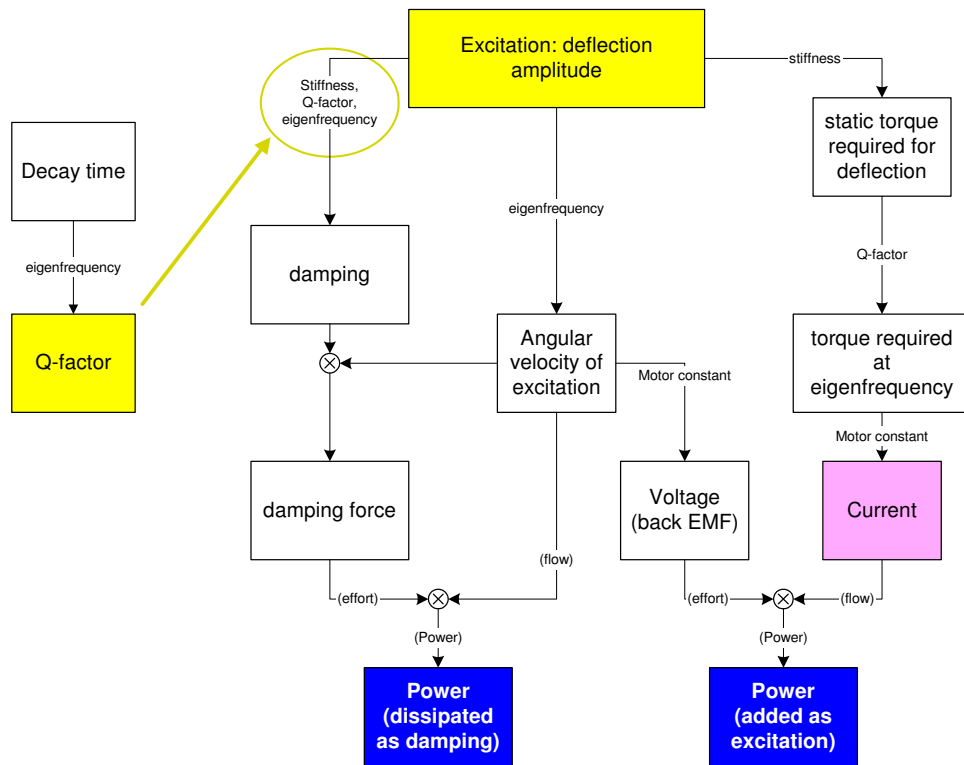 Excitation: deflection
amplitude
Stiffness,
Q-factor,
eigenfrequency
stiffness
static torque
required for
deflection
Decay time
eigenfrequency
eigenfrequency
Q-factor
damping
Q-factor
Angular
velocity of
excitation
Motor constant
torque required
at
eigenfrequency
Motor constant
damping force
Voltage
(back EMF)
Current
(flow)
(effort)
(effort)
(flow)
(Power)
(Power)
Power
(dissipated
as damping)
Power
(added as
excitation)